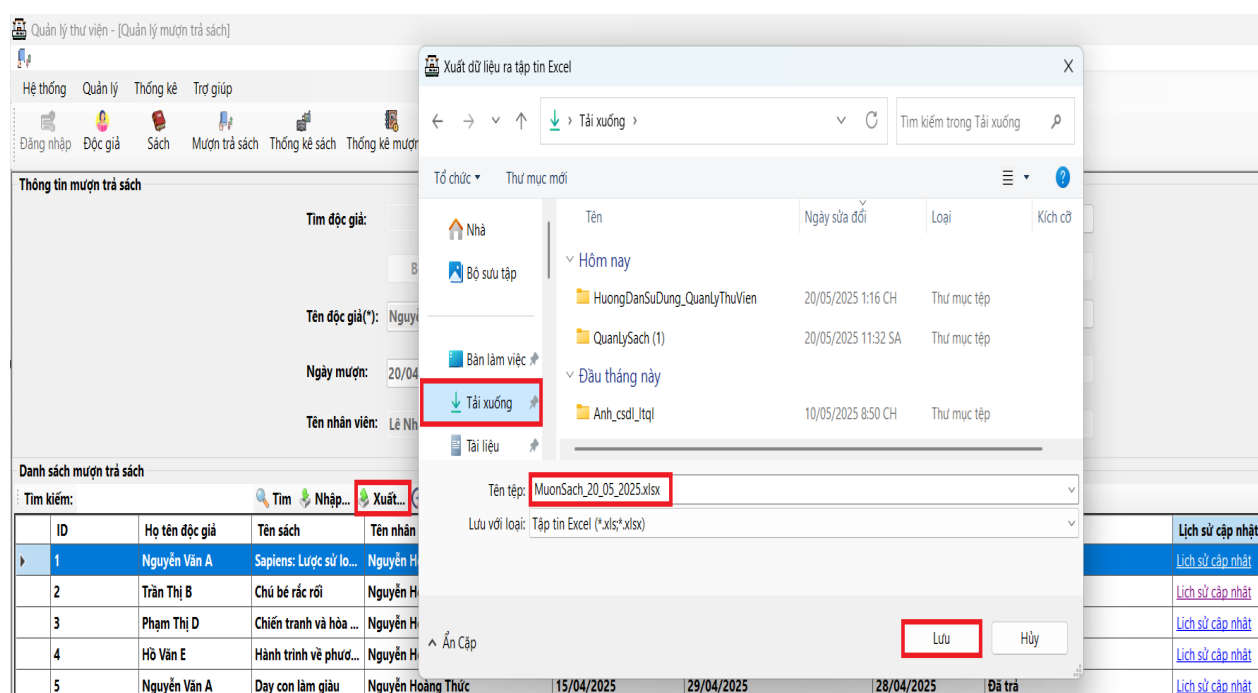 Quản lý thư viện - [Quản lý mượn trả sách]
Hệ thống Quản lý Thống kê Trợ giúp
Đăng nhập Độc giả Sách Mượn trả sách Thống kê sách Thống kê mượn
Thông tin mượn trả sách
Tìm độc giả:
B
Tên độc giả(*): Nguyễ
Ngày mượn: 20/04
Tên nhân viên: Lê Nh
Danh sách mượn trả sách
Tìm kiếm: Tìm Nhập... Xuất...
ID Họ tên độc giả Tên sách Tên nhân Lịch sử cập nhật
1 Nguyễn Văn A Sapiens: Lược sử lo... Nguyễn H Lịch sử cập nhật
2 Trần Thị B Chú bé rắc rối Nguyễn H Lịch sử cập nhật
3 Phạm Thị D Chiến tranh và hòa ... Nguyễn H Lịch sử cập nhật
4 Hồ Văn E Hành trình về phươ... Nguyễn H Lịch sử cập nhật
5 Nguyễn Văn A Dạy con làm giàu Nguyễn Hoàng Thức 15/04/2025 29/04/2025 28/04/2025 Đã trả Lịch sử cập nhật
Xuất dữ liệu ra tập tin Excel
Tải xuống
Tìm kiếm trong Tải xuống
Tổ chức Thư mục mới
Nhà
Bộ sưu tập
Bàn làm việc
Tải xuống
Tài liệu
Tên Ngày sửa đổi Loại Kích cỡ
Hôm nay
HuongDanSuDung_QuanLyThuVien 20/05/2025 1:16 CH Thư mục tệp
QuanLySach (1) 20/05/2025 11:32 SA Thư mục tệp
Đầu tháng này
Anh_csdl_ltql 10/05/2025 8:50 CH Thư mục tệp
Tên tệp: MuonSach_20_05_2025.xlsx
Lưu với loại: Tập tin Excel (*.xls;*.xlsx)
Ẩn Cặp Lưu Hủy